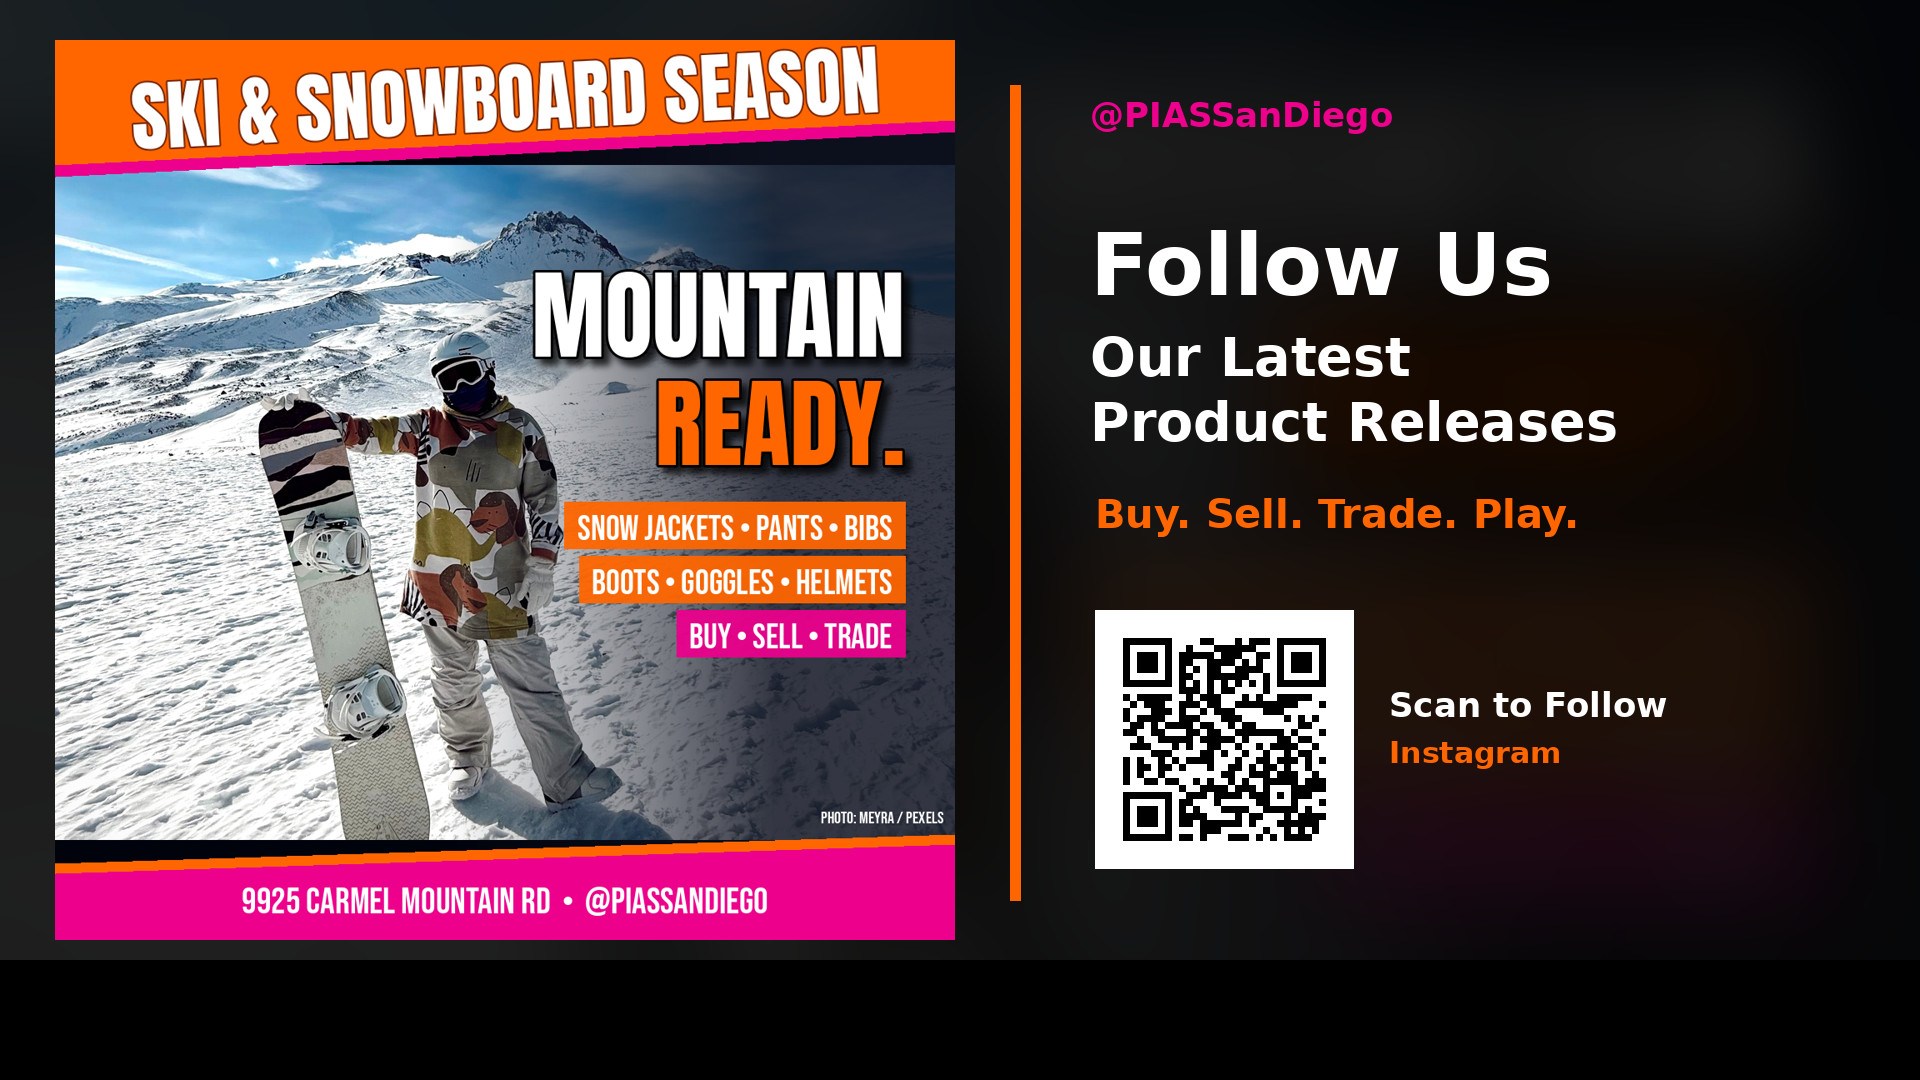 SKI & SNOWBOARD SEASON
MOUNTAIN
READY.
SNOW JACKETS • PANTS • BIBS
BOOTS • GOGGLES • HELMETS
BUY • SELL • TRADE
PHOTO: MEYRA / PEXELS
9925 CARMEL MOUNTAIN RD • @PIASSANDIEGO
@PIASSanDiego
Follow Us
Our Latest
Product Releases
Buy. Sell. Trade. Play.
Scan to Follow
Instagram